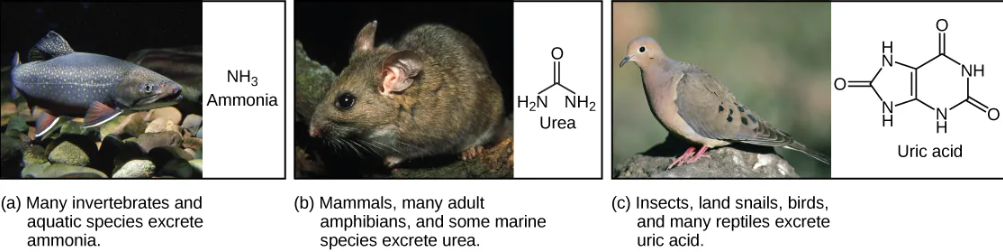 NH3
Ammonia
O
H2N NH2
Urea
O
H
N
NH
O
N
H
N
H
O
Uric acid
(a) Many invertebrates and
aquatic species excrete
ammonia.
(b) Mammals, many adult
amphibians, and some marine
species excrete urea.
(c) Insects, land snails, birds,
and many reptiles excrete
uric acid.